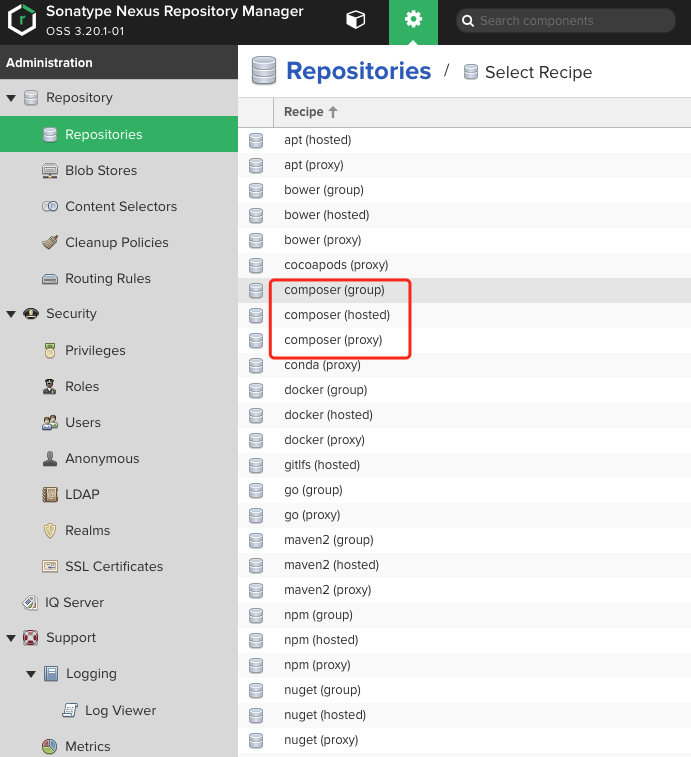 Sonatype Nexus Repository Manager
OSS 3.20.1-01
Search components
Administration
Repository
Repositories
Blob Stores
Content Selectors
Cleanup Policies
Routing Rules
Security
Privileges
Roles
Users
Anonymous
LDAP
Realms
SSL Certificates
IQ Server
Support
Logging
Log Viewer
Metrics
Repositories / Select Recipe
Recipe
apt (hosted)
apt (proxy)
bower (group)
bower (hosted)
bower (proxy)
cocoapods (proxy)
composer (group)
composer (hosted)
composer (proxy)
conda (proxy)
docker (group)
docker (hosted)
docker (proxy)
gitlfs (hosted)
go (group)
go (proxy)
maven2 (group)
maven2 (hosted)
maven2 (proxy)
npm (group)
npm (hosted)
npm (proxy)
nuget (group)
nuget (hosted)
nuget (proxy)